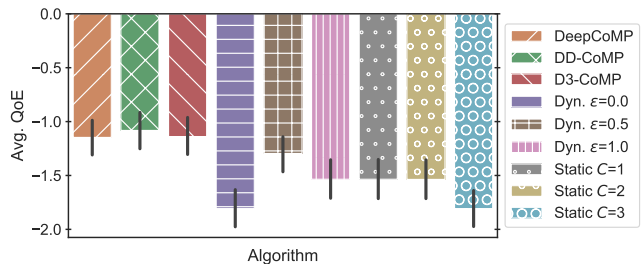 Avg. QoE
0.0
−0.5
−1.0
−1.5
−2.0
Algorithm
DeepCoMP
DD-CoMP
D3-CoMP
Dyn. ε=0.0
Dyn. ε=0.5
Dyn. ε=1.0
Static C=1
Static C=2
Static C=3